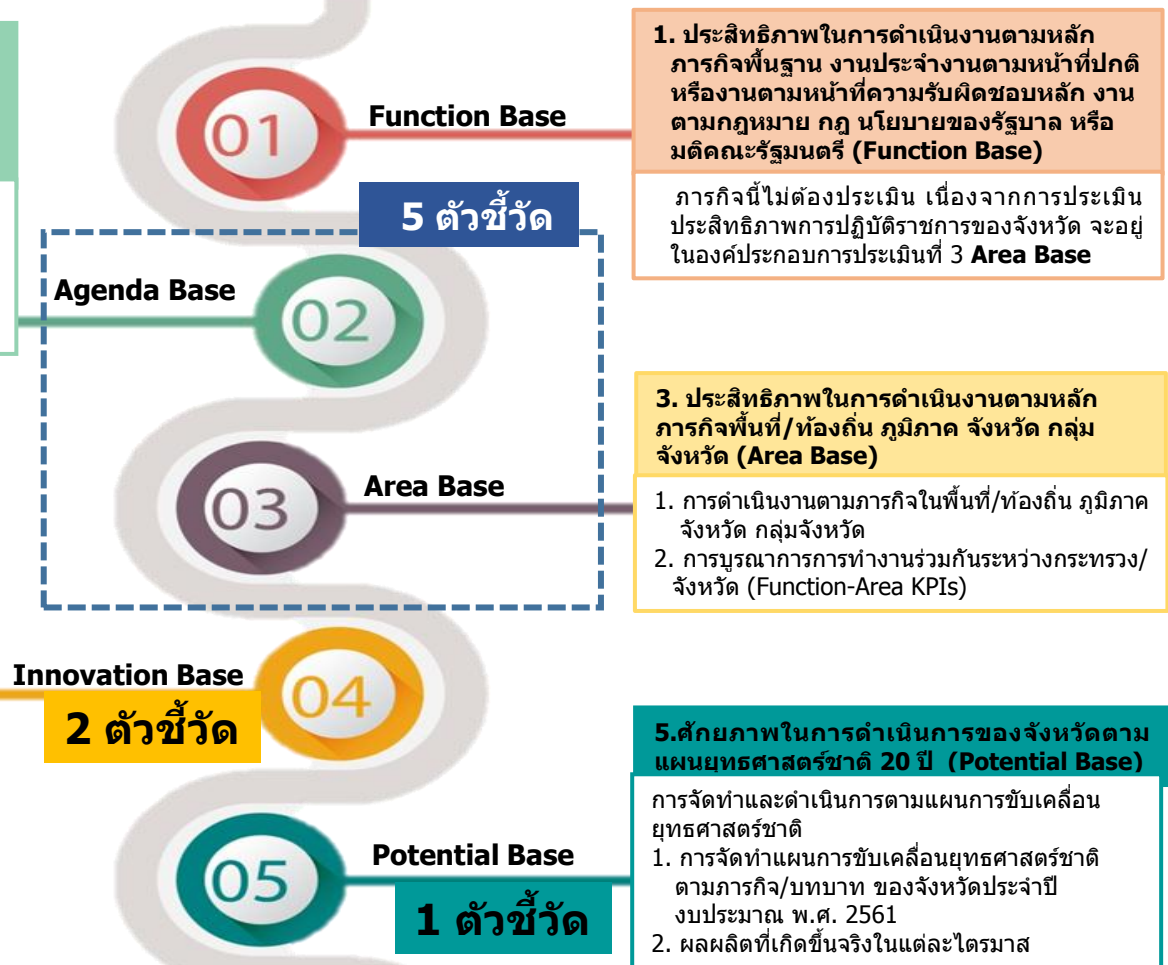 1. ประสิทธิภาพในการดำเนินงานตามหลัก
ภารกิจพื้นฐาน งานประจำงานตามหน้าที่ปกติ
หรืองานตามหน้าที่ความรับผิดชอบหลัก งาน
ตามกฎหมาย กฎ นโยบายของรัฐบาล หรือ
มติคณะรัฐมนตรี (Function Base)
01
Function Base
ภารกิจนี้ไม่ต้องประเมิน เนื่องจากการประเมิน
ประสิทธิภาพการปฏิบัติราชการของจังหวัด จะอยู่
ในองค์ประกอบการประเมินที่ 3 Area Base
5 ตัวชี้วัด
Agenda Base
02
3. ประสิทธิภาพในการดำเนินงานตามหลัก
ภารกิจพื้นที่/ท้องถิ่น ภูมิภาค จังหวัด กลุ่ม
จังหวัด (Area Base)
Area Base
03
1. การดำเนินงานตามภารกิจในพื้นที่/ท้องถิ่น ภูมิภาค
จังหวัด กลุ่มจังหวัด
2. การบูรณาการการทำงานร่วมกันระหว่างกระทรวง/
จังหวัด (Function-Area KPIs)
Innovation Base
04
2 ตัวชี้วัด
5.ศักยภาพในการดำเนินการของจังหวัดตาม
แผนยุทธศาสตร์ชาติ 20 ปี (Potential Base)
การจัดทำและดำเนินการตามแผนการขับเคลื่อน
ยุทธศาสตร์ชาติ
1. การจัดทำแผนการขับเคลื่อนยุทธศาสตร์ชาติ
ตามภารกิจ/บทบาท ของจังหวัดประจำปี
งบประมาณ พ.ศ. 2561
2. ผลผลิตที่เกิดขึ้นจริงในแต่ละไตรมาส
Potential Base
05
1 ตัวชี้วัด